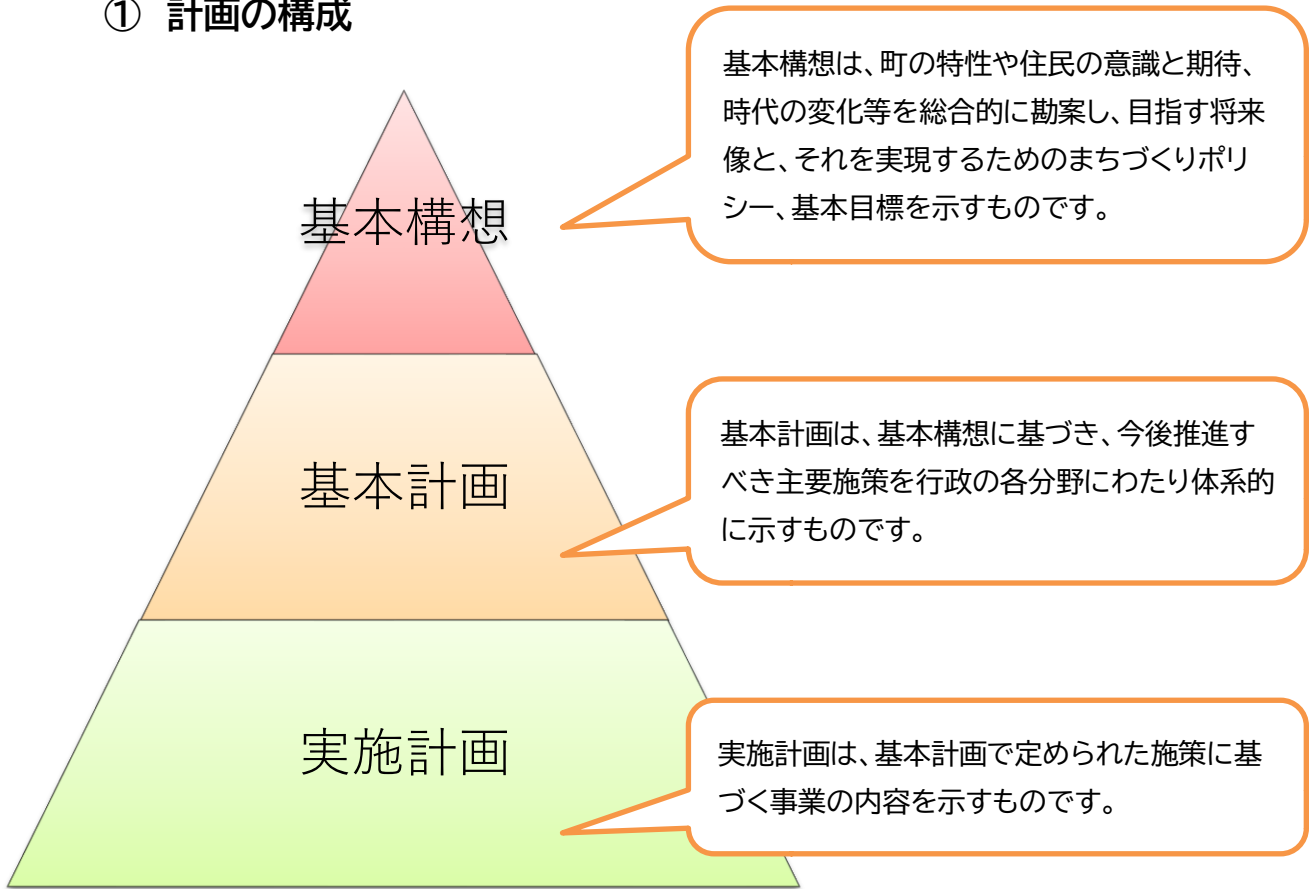 ① 計画の構成
基本構想は、町の特性や住民の意識と期待、
時代の変化等を総合的に勘案し、目指す将来
像と、それを実現するためのまちづくりポリ
シー、基本目標を示すものです。
基本構想
基本計画は、基本構想に基づき、今後推進す
べき主要施策を行政の各分野にわたり体系的
に示すものです。
基本計画
実施計画は、基本計画で定められた施策に基
づく事業の内容を示すものです。
実施計画